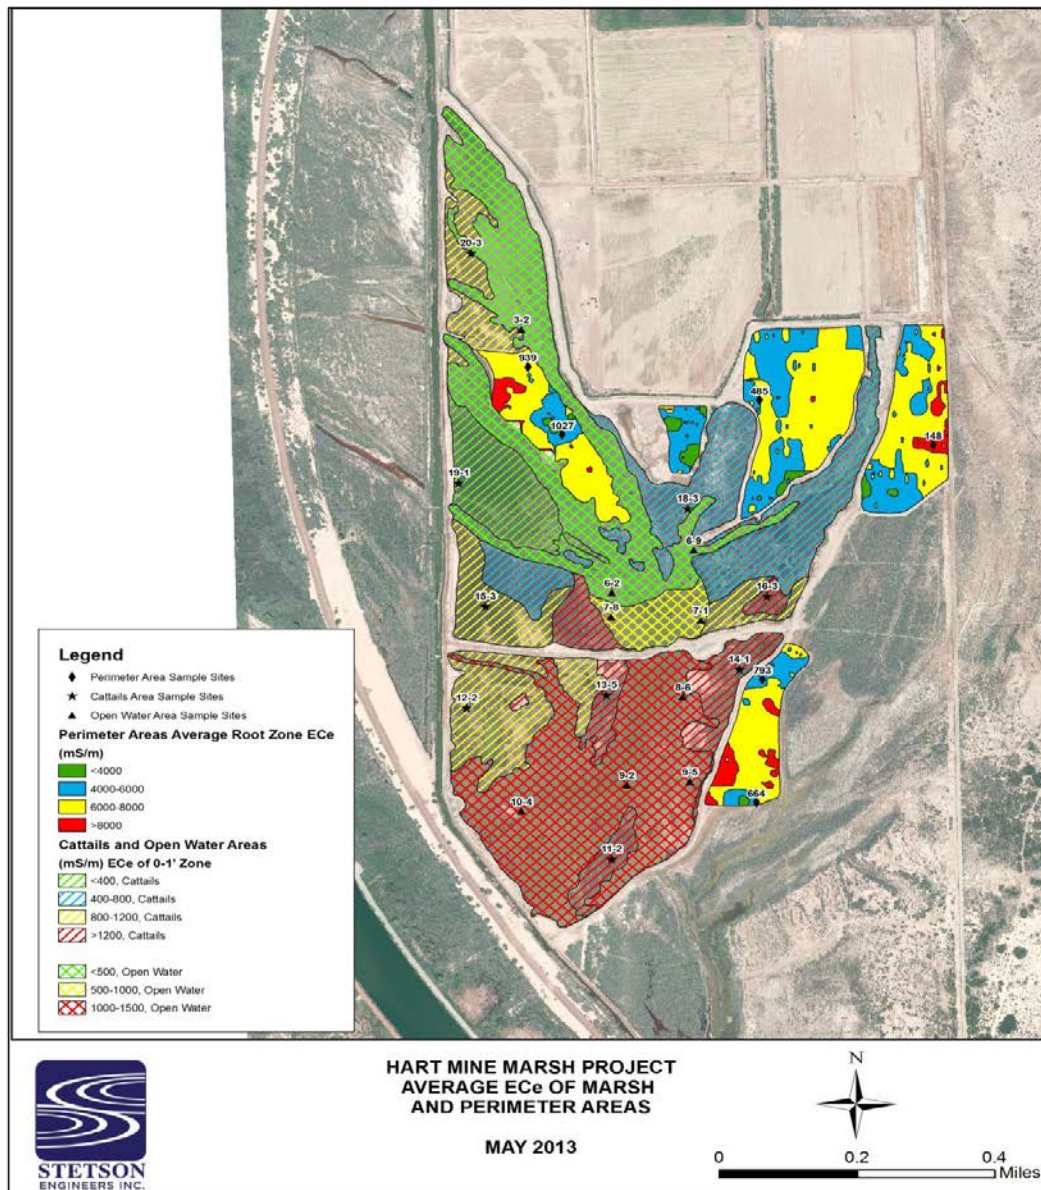 20-3
3-2
939
1027
485
148
19-1
18-3
6-9
6-2
16-3
15-3
7-8
7-1
14-1
793
13-5
8-6
12-2
9-2
9-5
10-4
664
11-2
Legend
Perimeter Area Sample Sites
Cattails Area Sample Sites
Open Water Area Sample Sites
Perimeter Areas Average Root Zone ECe
(mS/m)
<4000
4000-6000
6000-8000
>8000
Cattails and Open Water Areas
(mS/m) ECe of 0-1' Zone
<400, Cattails
400-800, Cattails
800-1200, Cattails
>1200, Cattails
<500, Open Water
500-1000, Open Water
1000-1500, Open Water
STETSON
ENGINEERS INC.
HART MINE MARSH PROJECT
AVERAGE ECe OF MARSH
AND PERIMETER AREAS
MAY 2013
N
0 0.2 0.4
Miles